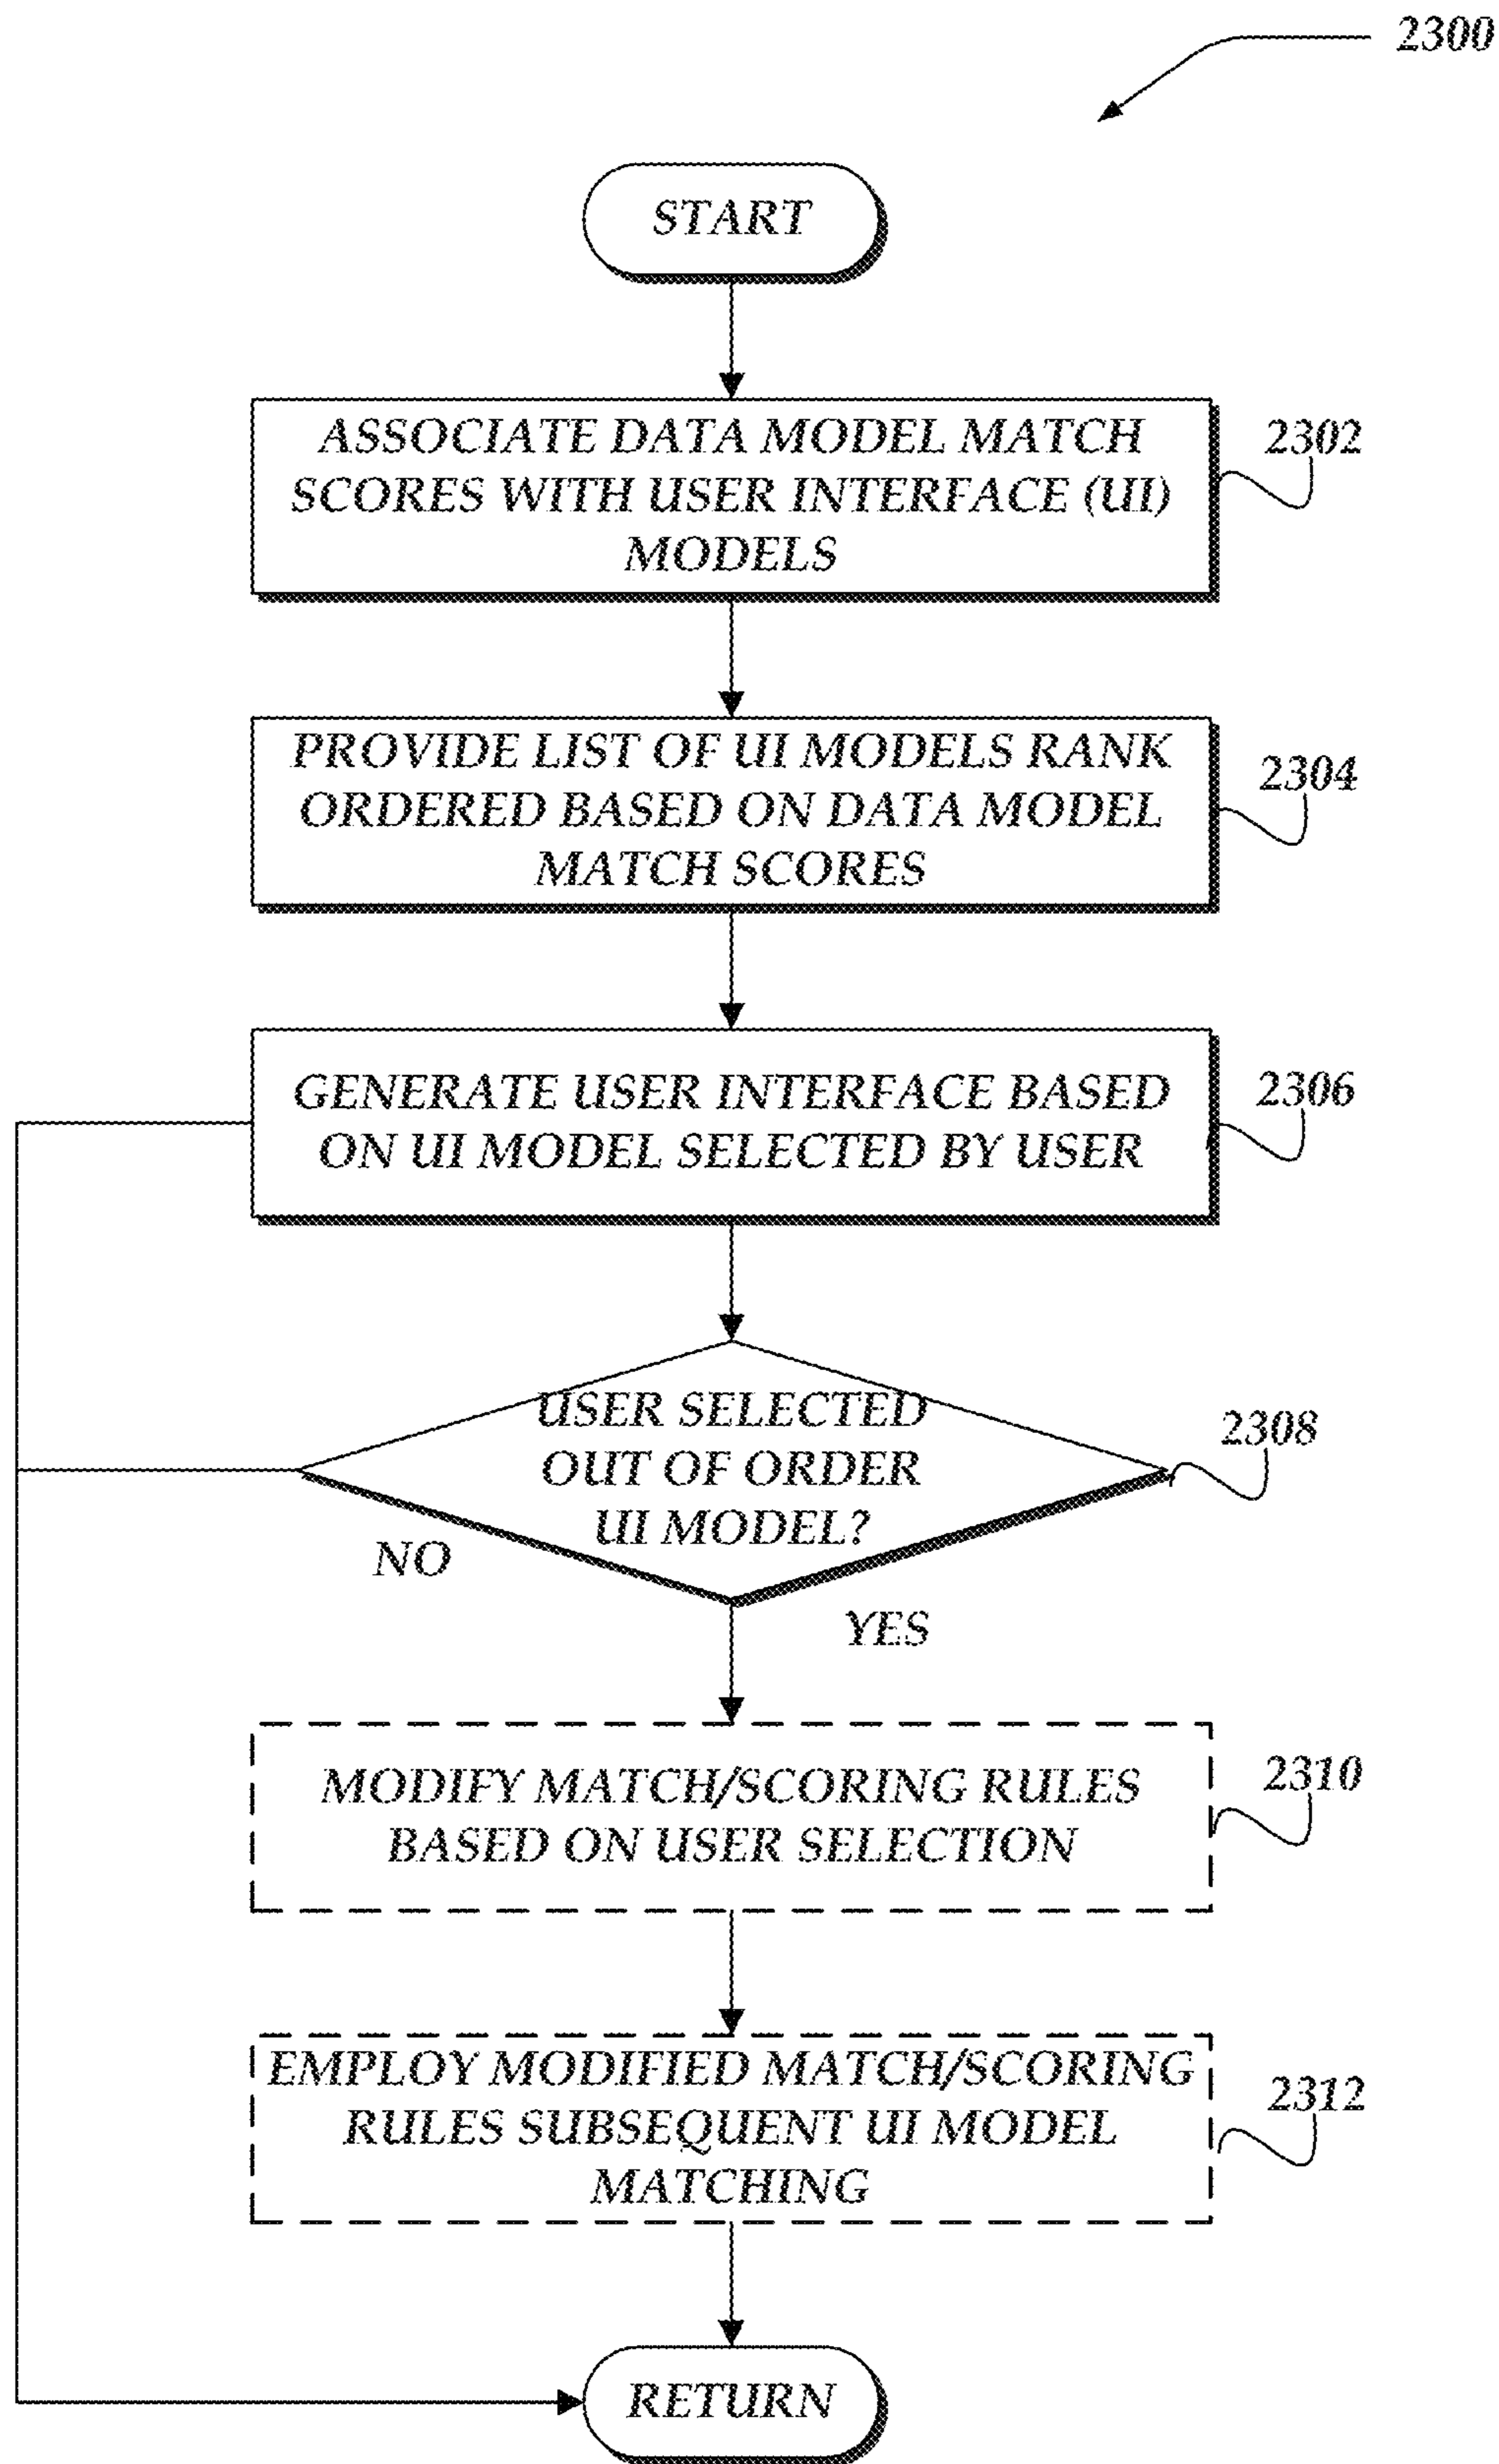 2300
START
ASSOCIATE DATA MODEL MATCH
SCORES WITH USER INTERFACE (UI)
MODELS
2302
PROVIDE LIST OF UI MODELS RANK
ORDERED BASED ON DATA MODEL
MATCH SCORES
2304
GENERATE USER INTERFACE BASED
ON UI MODEL SELECTED BY USER
2306
USER SELECTED
OUT OF ORDER
UI MODEL?
2308
NO
YES
MODIFY MATCH/SCORING RULES
BASED ON USER SELECTION
2310
EMPLOY MODIFIED MATCH/SCORING
RULES SUBSEQUENT UI MODEL
MATCHING
2312
RETURN